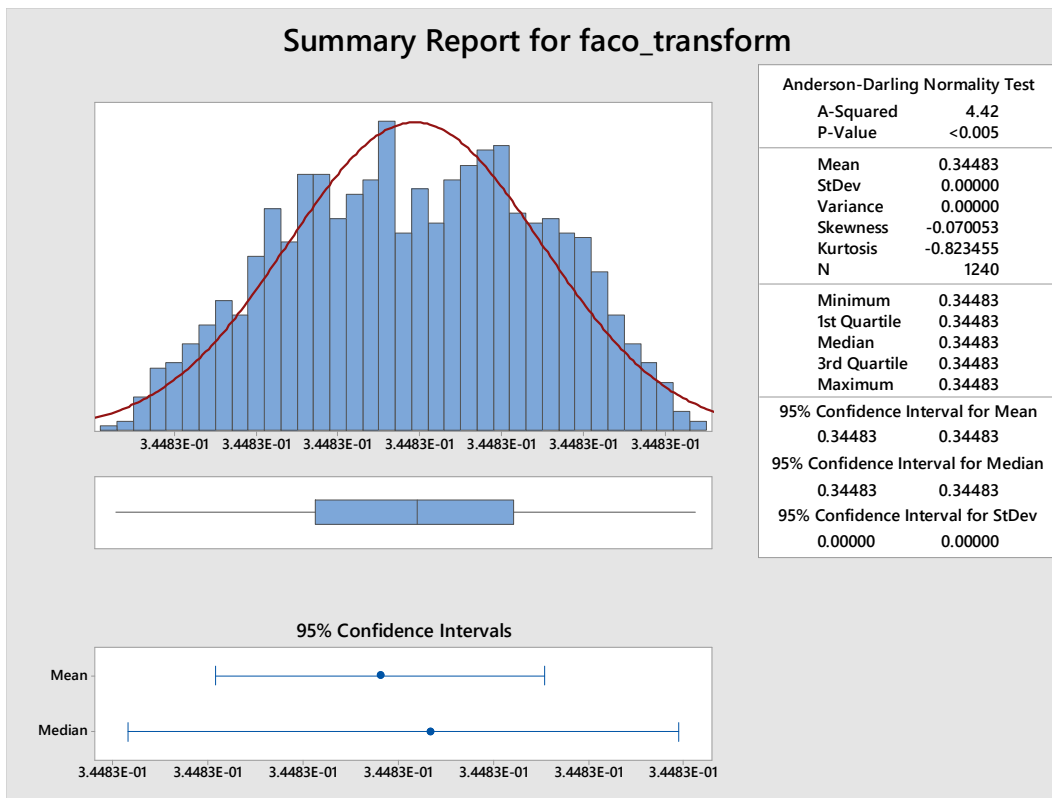 Summary Report for faco_transform
3.4483E-01 3.4483E-01 3.4483E-01 3.4483E-01 3.4483E-01 3.4483E-01 3.4483E-01
Anderson-Darling Normality Test
A-Squared 4.42
P-Value <0.005
Mean 0.34483
StDev 0.00000
Variance 0.00000
Skewness -0.070053
Kurtosis -0.823455
N 1240
Minimum 0.34483
1st Quartile 0.34483
Median 0.34483
3rd Quartile 0.34483
Maximum 0.34483
95% Confidence Interval for Mean
0.34483 0.34483
95% Confidence Interval for Median
0.34483 0.34483
95% Confidence Interval for StDev
0.00000 0.00000
95% Confidence Intervals
Mean
Median
3.4483E-01 3.4483E-01 3.4483E-01 3.4483E-01 3.4483E-01 3.4483E-01 3.4483E-01